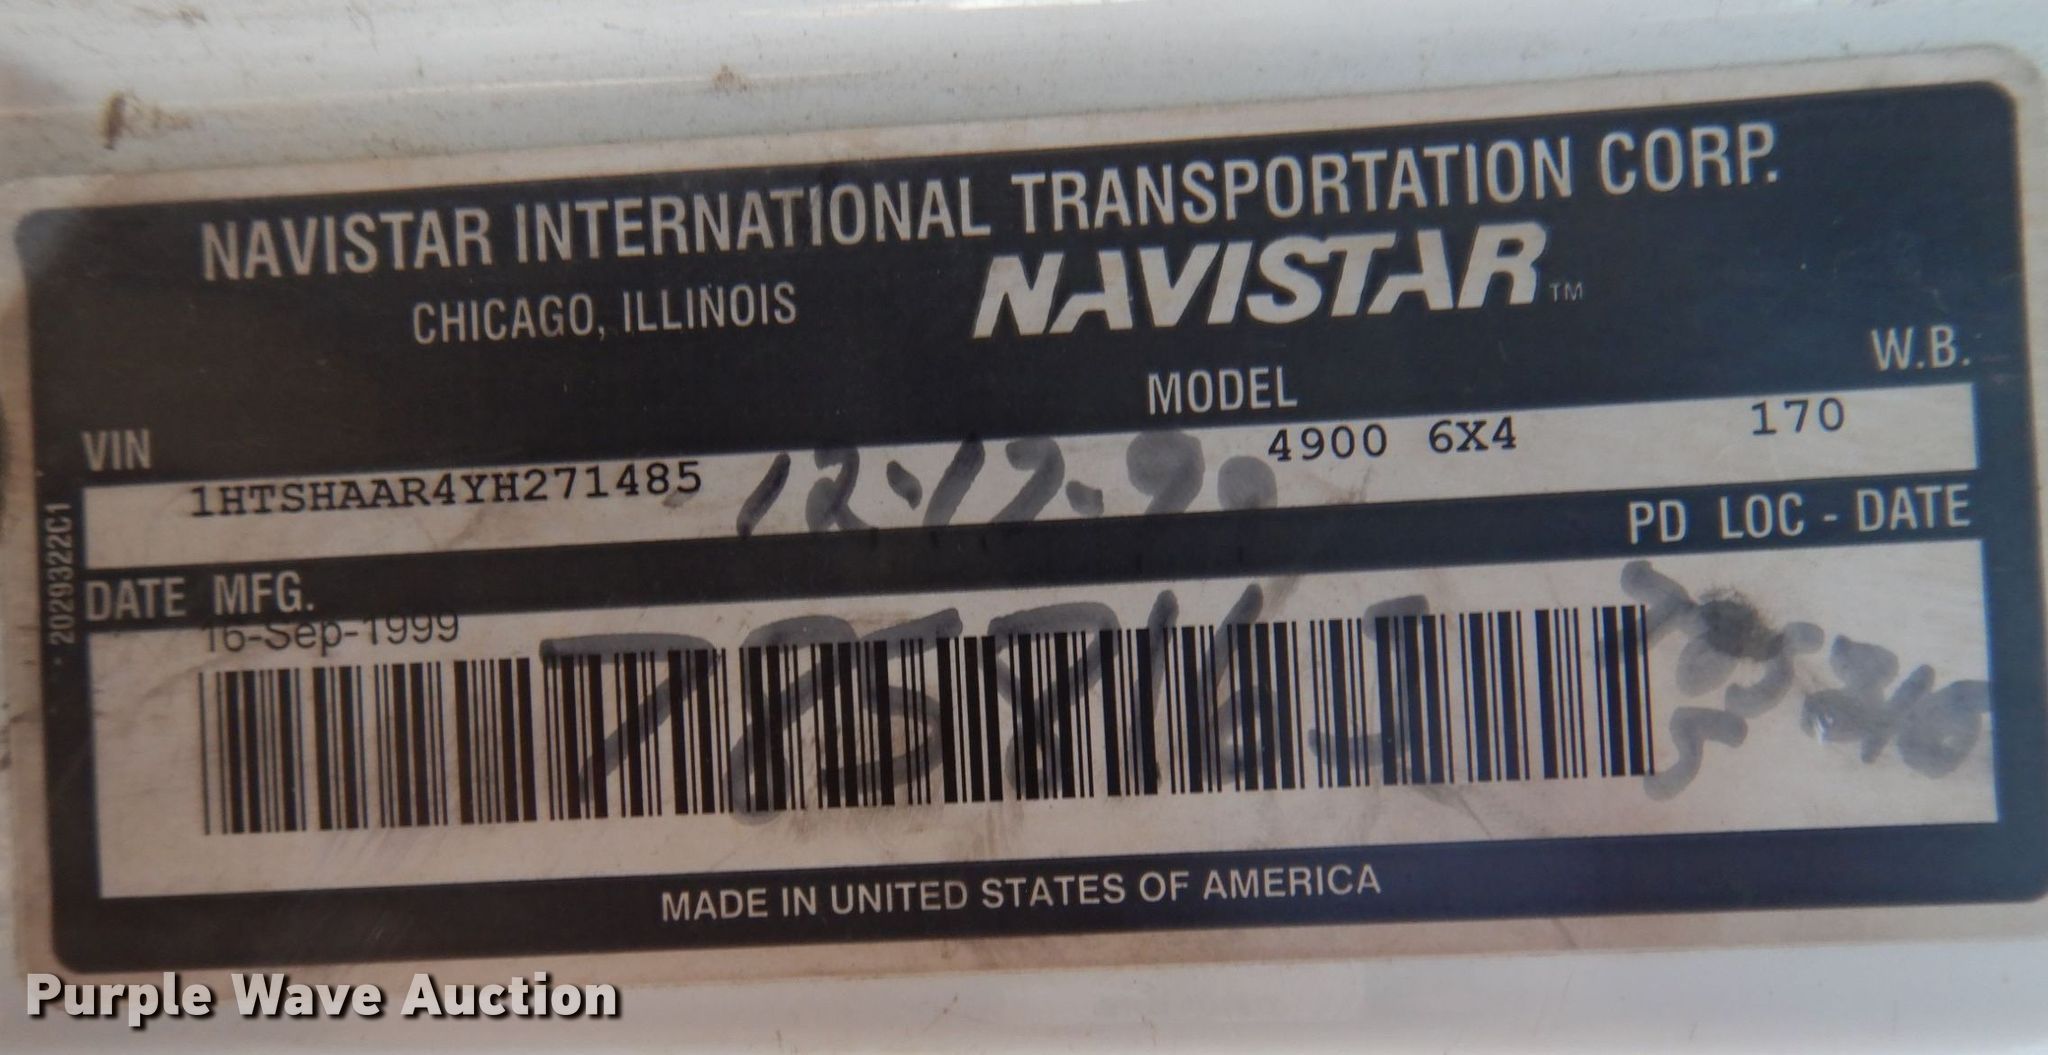 NAVISTAR INTERNATIONAL TRANSPORTATION CORP.
CHICAGO, ILLINOIS
NAVISTAR™
MODEL
W.B.
VIN
1HTSHAAR4YH271485
4900 6X4
170
PD LOC - DATE
DATE MFG.
16-Sep-1999
2029322C1
MADE IN UNITED STATES OF AMERICA
Purple Wave Auction